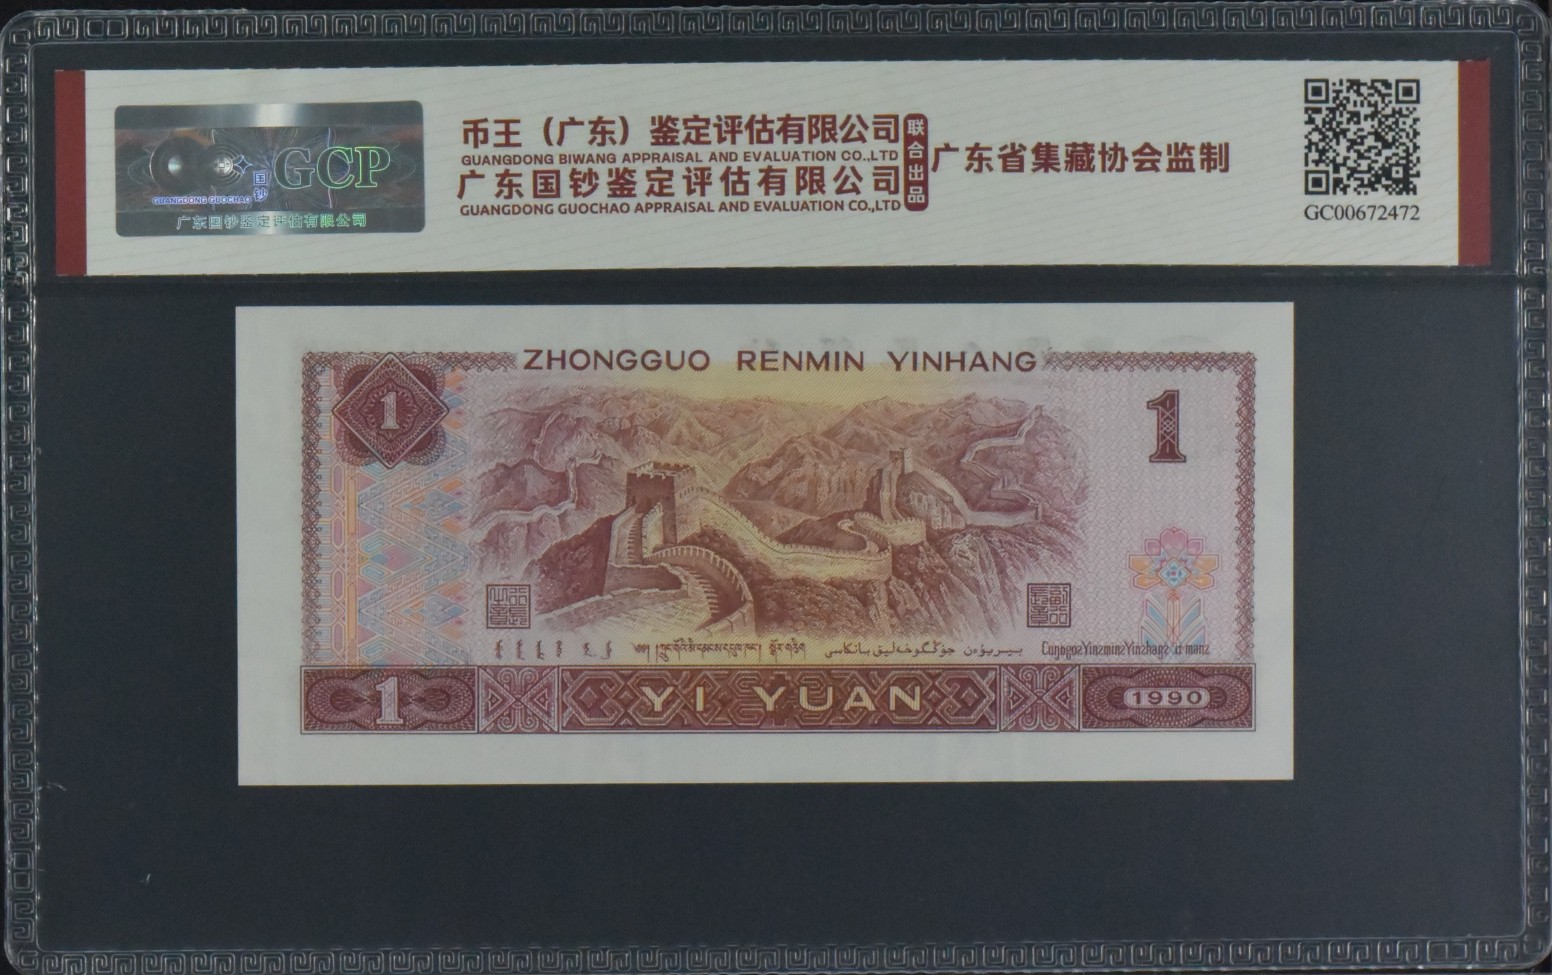 GCP
国钞
GUANGDONG GUOCHAO
广东国钞鉴定评估有限公司
币王（广东）鉴定评估有限公司
GUANGDONG BIWANG APPRAISAL AND EVALUATION CO.,LTD
广东国钞鉴定评估有限公司
GUANGDONG GUOCHAO APPRAISAL AND EVALUATION CO.,LTD
联合出品
广东省集藏协会监制
GC00672472
ZHONGGUO RENMIN YINHANG
1
1
1
YI YUAN
1990